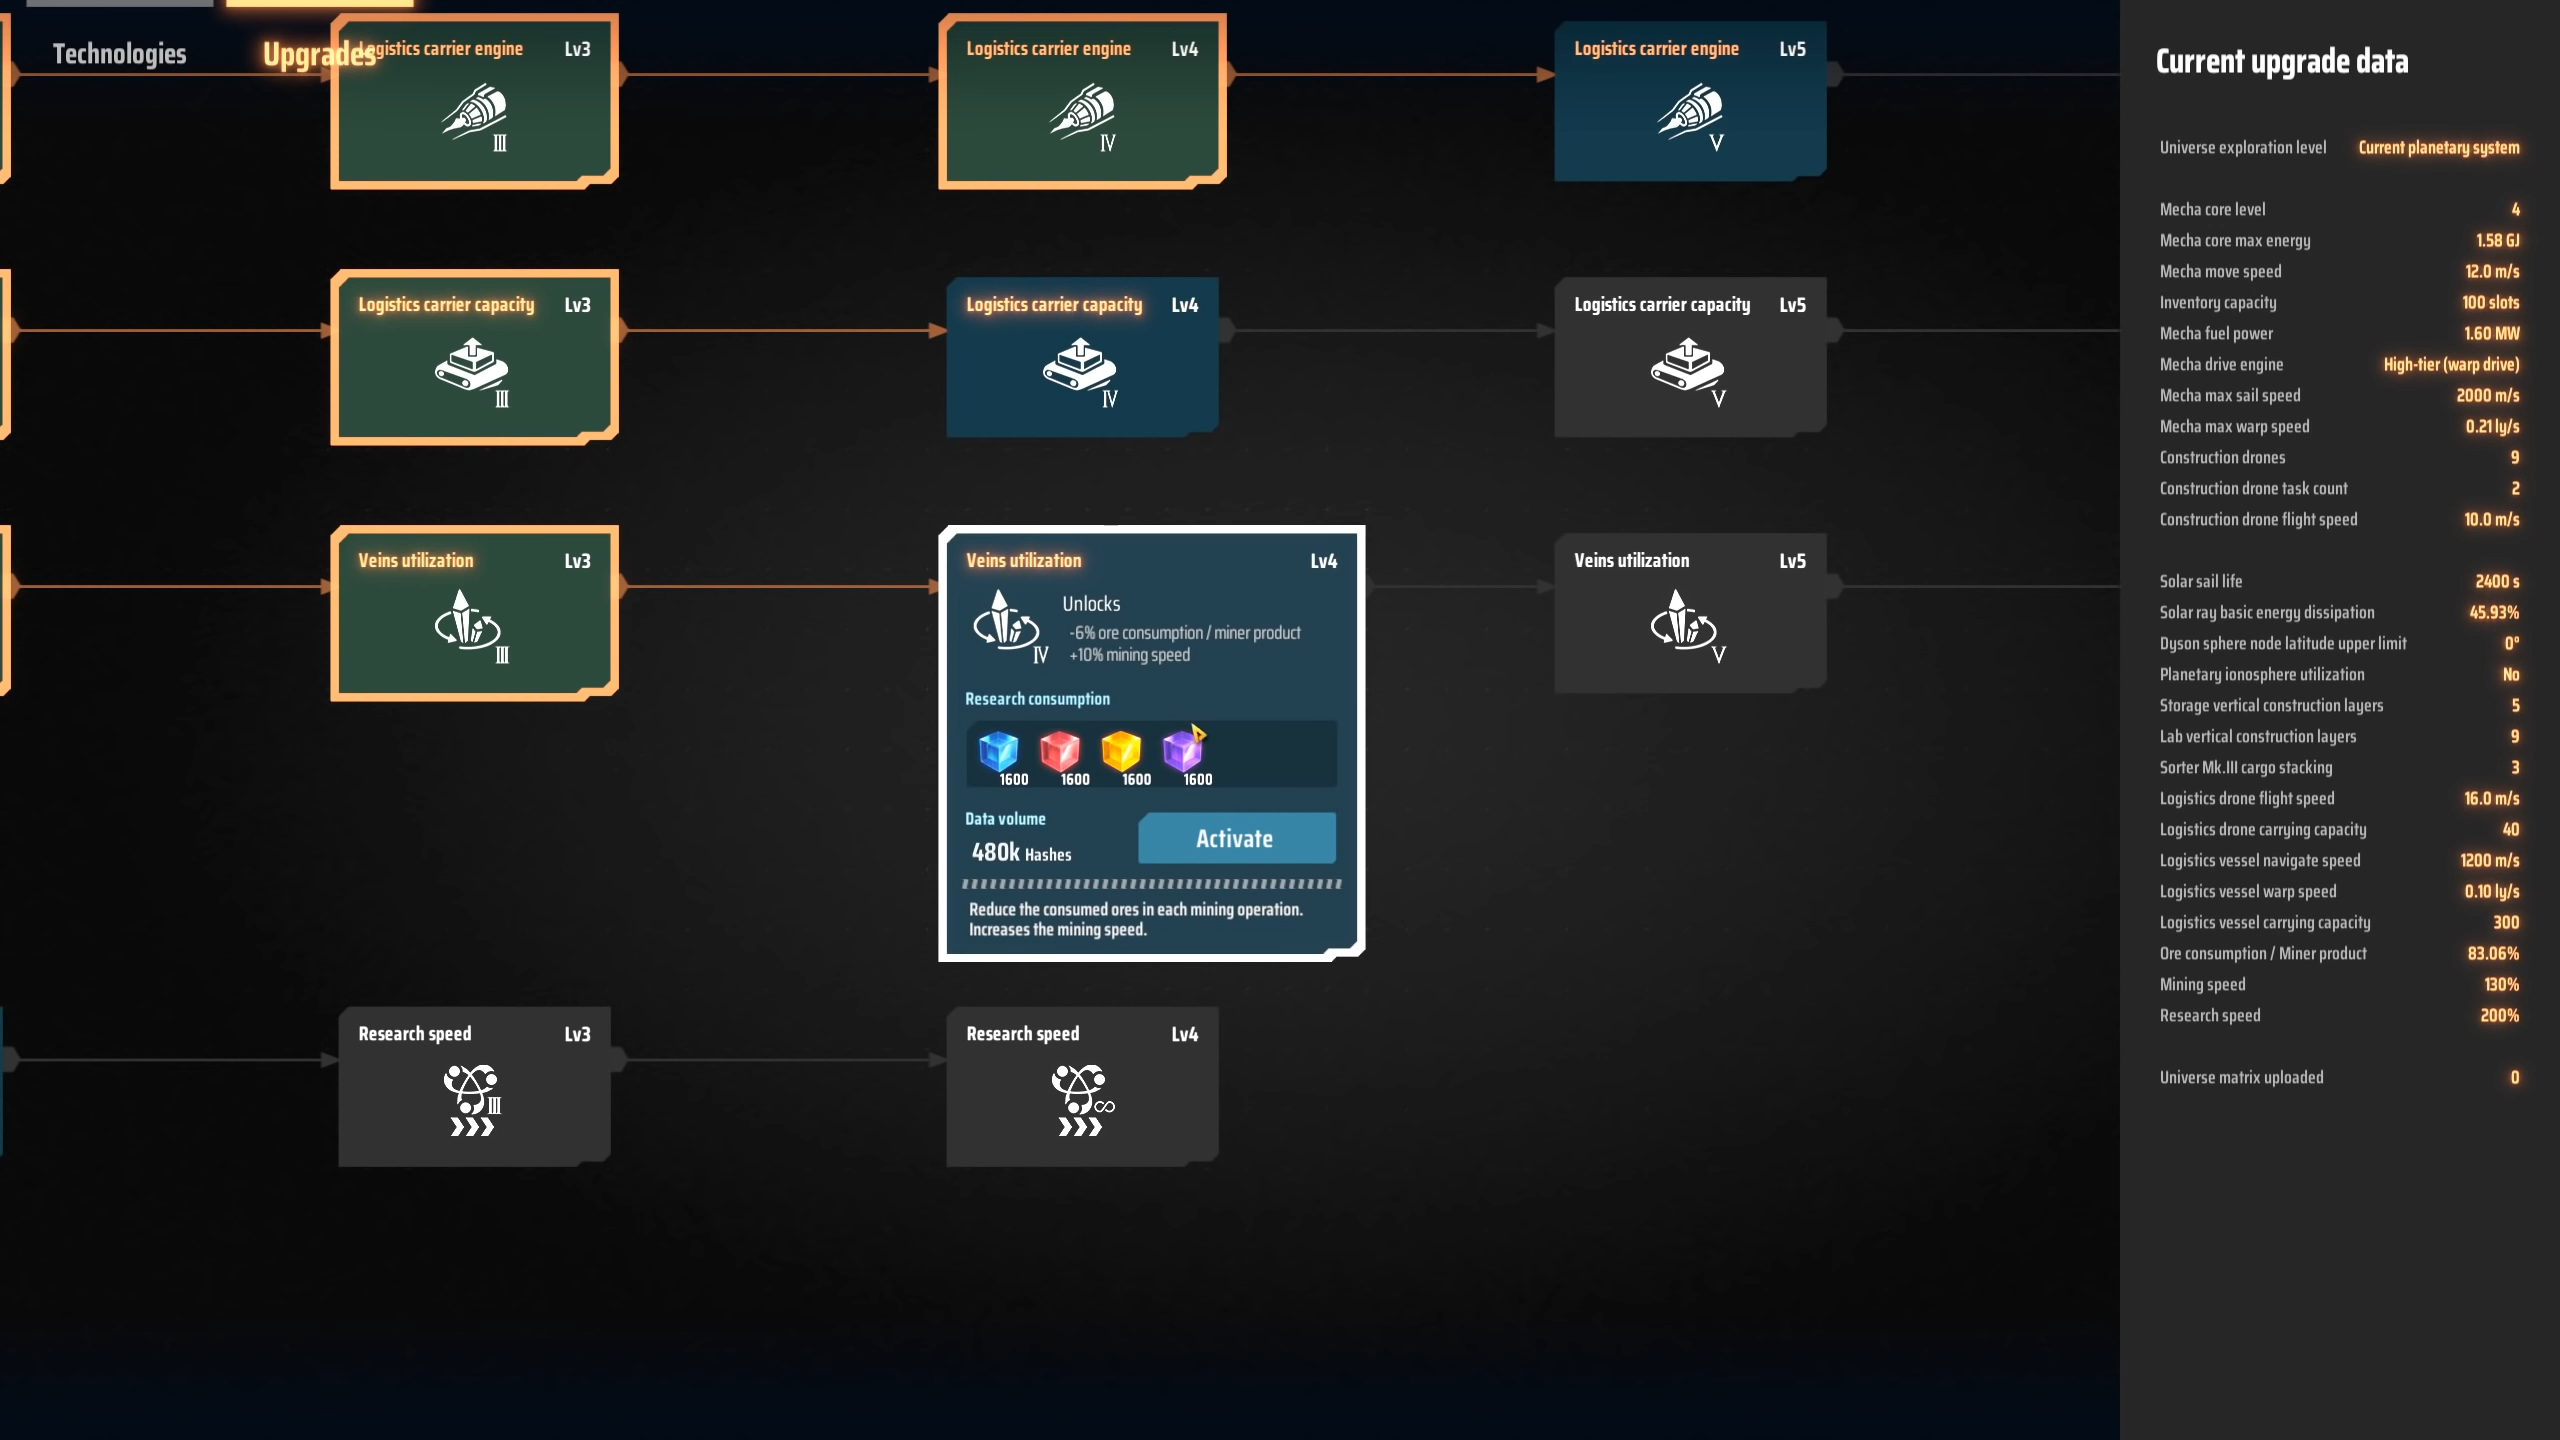 Technologies
Upgrades
Logistics carrier engine Lv3
III
Logistics carrier engine Lv4
IV
Logistics carrier engine Lv5
V
Logistics carrier capacity Lv3
III
Logistics carrier capacity Lv4
IV
Logistics carrier capacity Lv5
V
Veins utilization Lv3
III
Veins utilization Lv4
IV
Unlocks
-6% ore consumption / miner product
+10% mining speed
Research consumption
1600 1600 1600 1600
Data volume
480k Hashes
Activate
Reduce the consumed ores in each mining operation.
Increases the mining speed.
Veins utilization Lv5
V
Research speed Lv3
III
Research speed Lv4
∞
Current upgrade data
Universe exploration level Current planetary system
Mecha core level 4
Mecha core max energy 1.58 GJ
Mecha move speed 12.0 m/s
Inventory capacity 100 slots
Mecha fuel power 1.60 MW
Mecha drive engine High-tier (warp drive)
Mecha max sail speed 2000 m/s
Mecha max warp speed 0.21 ly/s
Construction drones 9
Construction drone task count 2
Construction drone flight speed 10.0 m/s
Solar sail life 2400 s
Solar ray basic energy dissipation 45.93%
Dyson sphere node latitude upper limit 0°
Planetary ionosphere utilization No
Storage vertical construction layers 5
Lab vertical construction layers 9
Sorter Mk.III cargo stacking 3
Logistics drone flight speed 16.0 m/s
Logistics drone carrying capacity 40
Logistics vessel navigate speed 1200 m/s
Logistics vessel warp speed 0.10 ly/s
Logistics vessel carrying capacity 300
Ore consumption / Miner product 83.06%
Mining speed 130%
Research speed 200%
Universe matrix uploaded 0